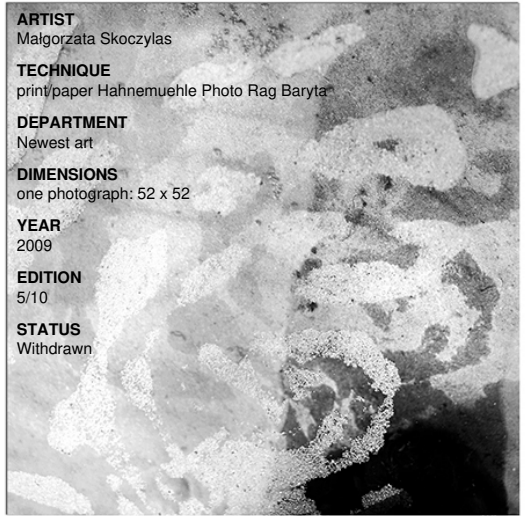 ARTIST
Małgorzata Skoczylas
TECHNIQUE
print/paper Hahnemuehle Photo Rag Baryta
DEPARTMENT
Newest art
DIMENSIONS
one photograph: 52 x 52
YEAR
2009
EDITION
5/10
STATUS
Withdrawn